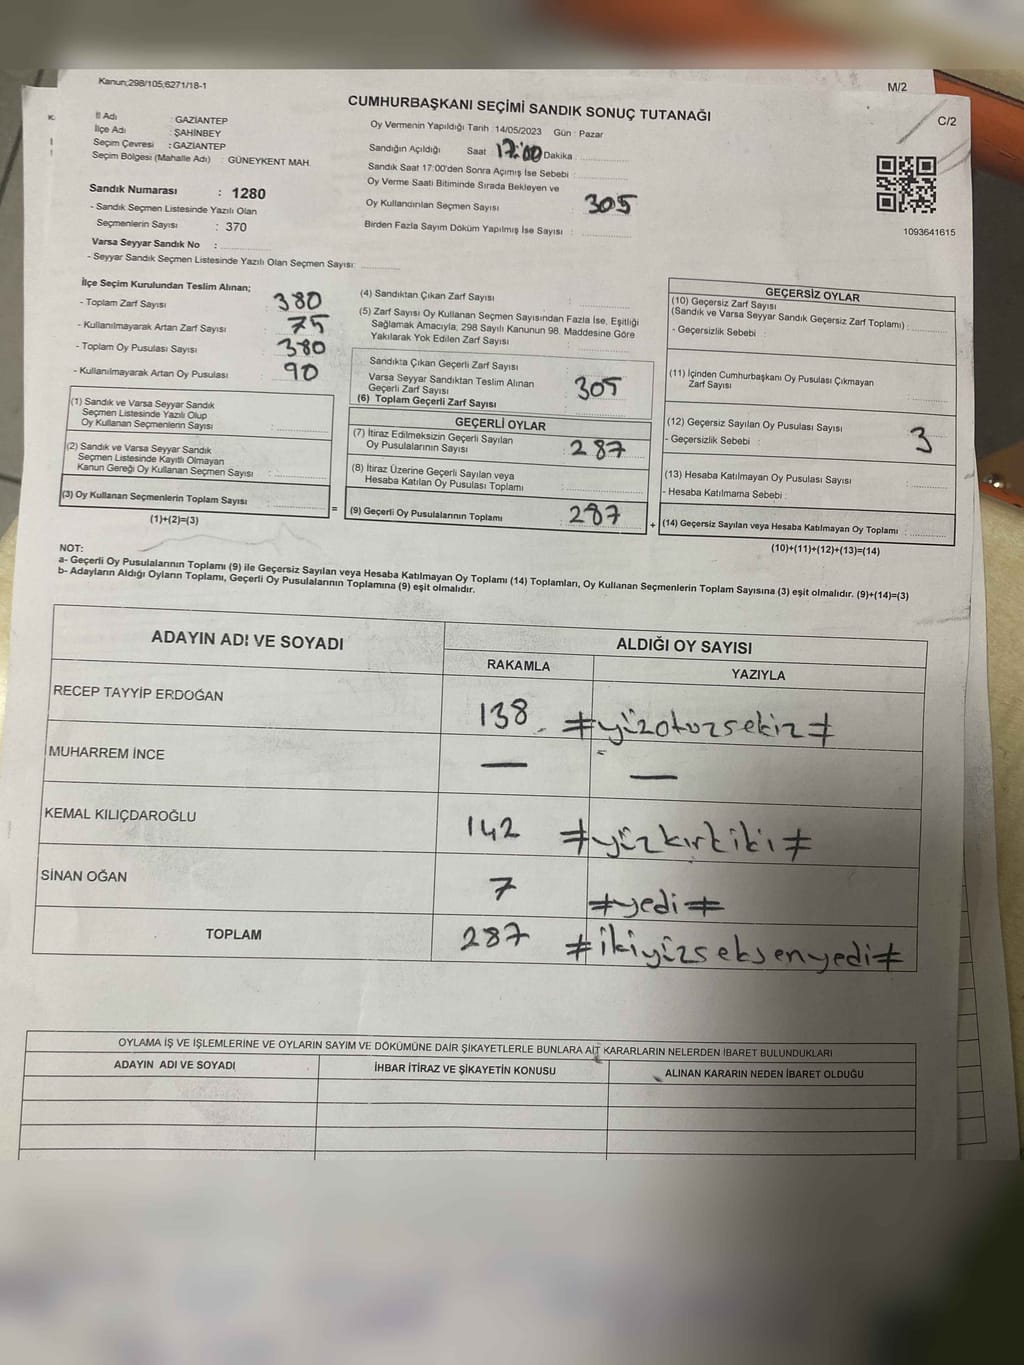 Kanun;298/105;6271/18-1
M/2
CUMHURBAŞKANI SEÇİMİ SANDIK SONUÇ TUTANAĞI
C/2
İl Adı : GAZİANTEP
İlçe Adı : ŞAHİNBEY
Seçim Çevresi : GAZİANTEP
Seçim Bölgesi (Mahalle Adı) : GÜNEYKENT MAH.
Sandık Numarası : 1280
- Sandık Seçmen Listesinde Yazılı Olan
Seçmenlerin Sayısı : 370
Varsa Seyyar Sandık No :
- Seyyar Sandık Seçmen Listesinde Yazılı Olan Seçmen Sayısı:
Oy Vermenin Yapıldığı Tarih :14/05/2023 Gün : Pazar
Sandığın Açıldığı Saat 17:00 Dakika :
Sandık Saat 17:00'den Sonra Açılmış İse Sebebi :
Oy Verme Saati Bitiminde Sırada Bekleyen ve
Oy Kullandırılan Seçmen Sayısı : 305
Birden Fazla Sayım Döküm Yapılmış İse Sayısı :
1093641615
İlçe Seçim Kurulundan Teslim Alınan;
- Toplam Zarf Sayısı : 380
- Kullanılmayarak Artan Zarf Sayısı : 75
- Toplam Oy Pusulası Sayısı : 380
- Kullanılmayarak Artan Oy Pusulası : 90
(1) Sandık ve Varsa Seyyar Sandık
Seçmen Listesinde Yazılı Olup
Oy Kullanan Seçmenlerin Sayısı :
(2) Sandık ve Varsa Seyyar Sandık
Seçmen Listesinde Kayıtlı Olmayan
Kanun Gereği Oy Kullanan Seçmen Sayısı :
(3) Oy Kullanan Seçmenlerin Toplam Sayısı :
(1)+(2)=(3)
=
(4) Sandıktan Çıkan Zarf Sayısı :
(5) Zarf Sayısı Oy Kullanan Seçmen Sayısından Fazla İse, Eşitliği
Sağlamak Amacıyla, 298 Sayılı Kanunun 98. Maddesine Göre
Yakılarak Yok Edilen Zarf Sayısı :
Sandıkta Çıkan Geçerli Zarf Sayısı :
Varsa Seyyar Sandıktan Teslim Alınan
Geçerli Zarf Sayısı :
305
(6) Toplam Geçerli Zarf Sayısı :
GEÇERLİ OYLAR
(7) İtiraz Edilmeksizin Geçerli Sayılan
Oy Pusulalarının Sayısı : 287
(8) İtiraz Üzerine Geçerli Sayılan veya
Hesaba Katılan Oy Pusulası Toplamı :
(9) Geçerli Oy Pusulalarının Toplamı : 287
+
GEÇERSİZ OYLAR
(10) Geçersiz Zarf Sayısı
(Sandık ve Varsa Seyyar Sandık Geçersiz Zarf Toplamı) :
- Geçersizlik Sebebi :
(11) İçinden Cumhurbaşkanı Oy Pusulası Çıkmayan
Zarf Sayısı :
(12) Geçersiz Sayılan Oy Pusulası Sayısı : 3
- Geçersizlik Sebebi :
(13) Hesaba Katılmayan Oy Pusulası Sayısı :
- Hesaba Katılmama Sebebi :
(14) Geçersiz Sayılan veya Hesaba Katılmayan Oy Toplamı :
(10)+(11)+(12)+(13)=(14)
NOT:
a- Geçerli Oy Pusulalarının Toplamı (9) ile Geçersiz Sayılan veya Hesaba Katılmayan Oy Toplamı (14) Toplamları, Oy Kullanan Seçmenlerin Toplam Sayısına (3) eşit olmalıdır. (9)+(14)=(3)
b- Adayların Aldığı Oyların Toplamı, Geçerli Oy Pusulalarının Toplamına (9) eşit olmalıdır.
ADAYIN ADI VE SOYADI
ALDIĞI OY SAYISI
RAKAMLA
YAZIYLA
RECEP TAYYİP ERDOĞAN 138 #yüzotuzsekiz#
MUHARREM İNCE — —
KEMAL KILIÇDAROĞLU 142 #yüzkırkiki#
SİNAN OĞAN 7 #yedi#
TOPLAM 287 #ikiyüzseksenyedi#
OYLAMA İŞ VE İŞLEMLERİNE VE OYLARIN SAYIM VE DÖKÜMÜNE DAİR ŞİKAYETLERLE BUNLARA AİT KARARLARIN NELERDEN İBARET BULUNDUKLARI
ADAYIN ADI VE SOYADI
İHBAR İTİRAZ VE ŞİKAYETİN KONUSU
ALINAN KARARIN NEDEN İBARET OLDUĞU